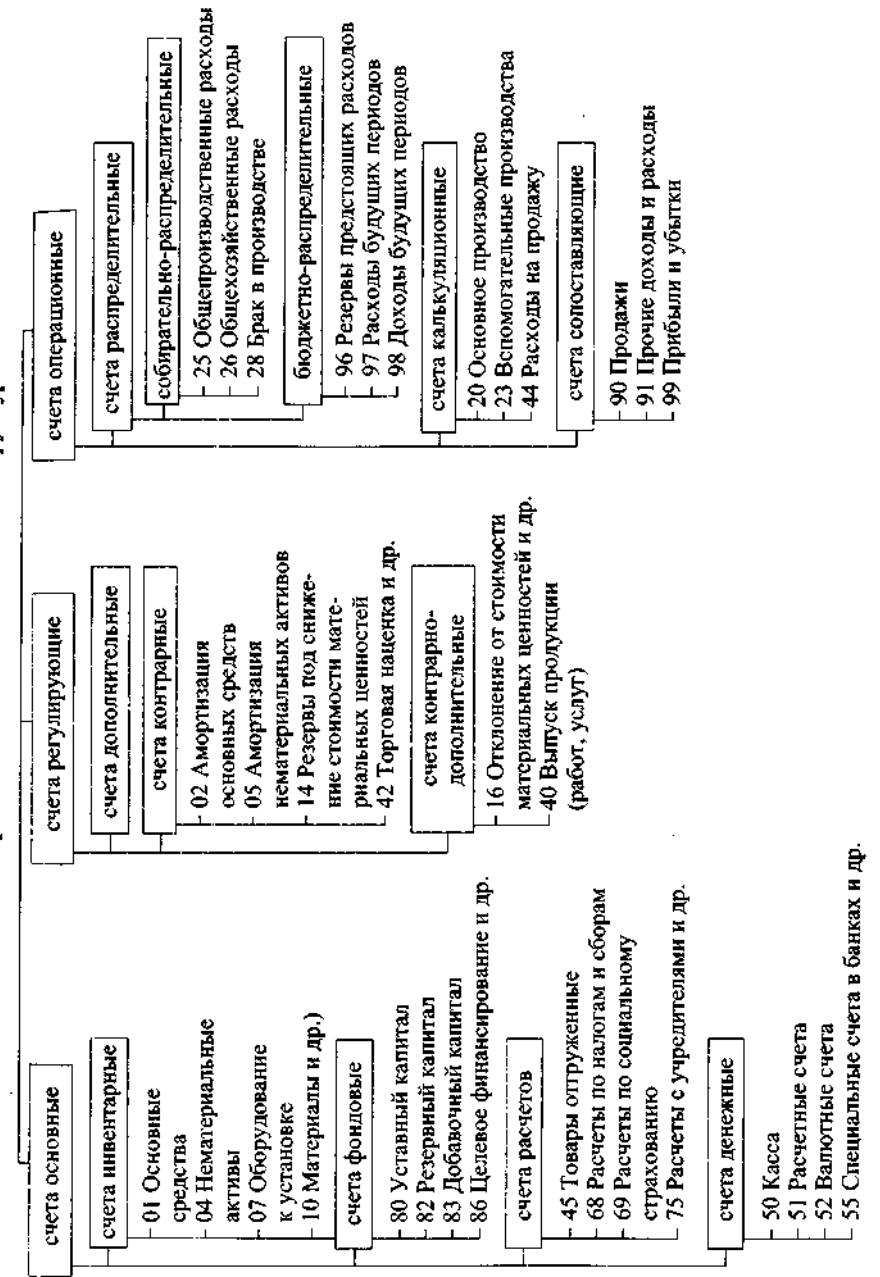 счета основные
счета инвентарные
01 Основные
средства
04 Нематериальные
активы
07 Оборудование
к установке
10 Материалы и др.)
счета фондовые
80 Уставный капитал
82 Резервный капитал
83 Добавочный капитал
86 Целевое финансирование и др.
счета расчетов
45 Товары отгруженные
68 Расчеты по налогам и сборам
69 Расчеты по социальному
страхованию
75 Расчеты с учредителями и др.
счета денежные
50 Касса
51 Расчетные счета
52 Валютные счета
55 Специальные счета в банках и др.
счета регулирующие
счета дополнительные
счета контрарные
02 Амортизация
основных средств
05 Амортизация
нематериальных активов
14 Резервы под сниже-
ние стоимости мате-
риальных ценностей
42 Торговая наценка и др.
счета контрарно-
дополнительные
16 Отклонение от стоимости
материальных ценностей и др.
40 Выпуск продукции
(работ, услуг)
счета операционные
счета распределительные
собирательно-распределительные
25 Общепроизводственные расходы
26 Общехозяйственные расходы
28 Брак в производстве
бюджетно-распределительные
96 Резервы предстоящих расходов
97 Расходы будущих периодов
98 Доходы будущих периодов
счета калькуляционные
20 Основное производство
23 Вспомогательные производства
44 Расходы на продажу
счета сопоставляющие
90 Продажи
91 Прочие доходы и расходы
99 Прибыли и убытки